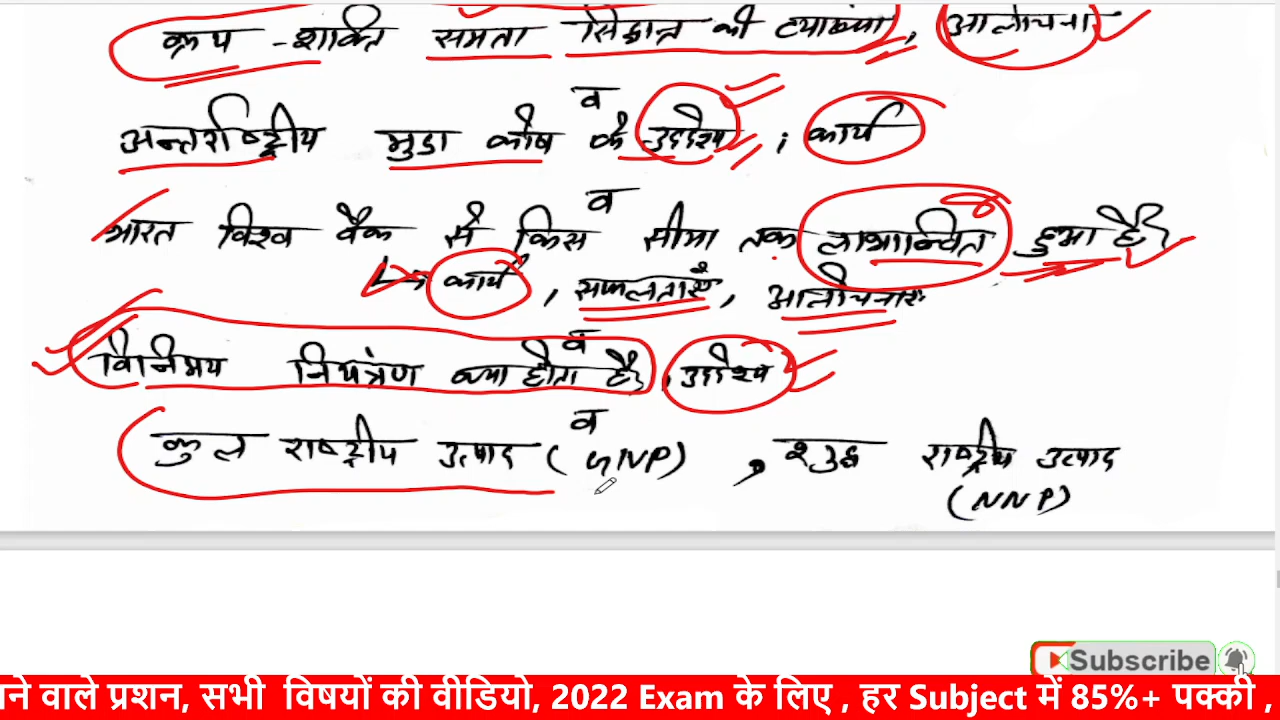 क्रय - शक्ति समता सिद्धान्त की व्याख्या, आलोचना
व
अन्तर्राष्ट्रीय मुद्रा कोष के उद्देश्य, कार्य
व
भारत विश्व बैंक से किस सीमा तक लाभान्वित हुआ है?
कार्य, सफलताएँ, आलोचनाएँ
व
विनिमय नियंत्रण क्या होता है? , उद्देश्य
व
कुल राष्ट्रीय उत्पाद (GNP) , शुद्ध राष्ट्रीय उत्पाद
(NNP)
Subscribe
ने वाले प्रशन, सभी विषयों की वीडियो, 2022 Exam के लिए , हर Subject में 85%+ पक्की ,